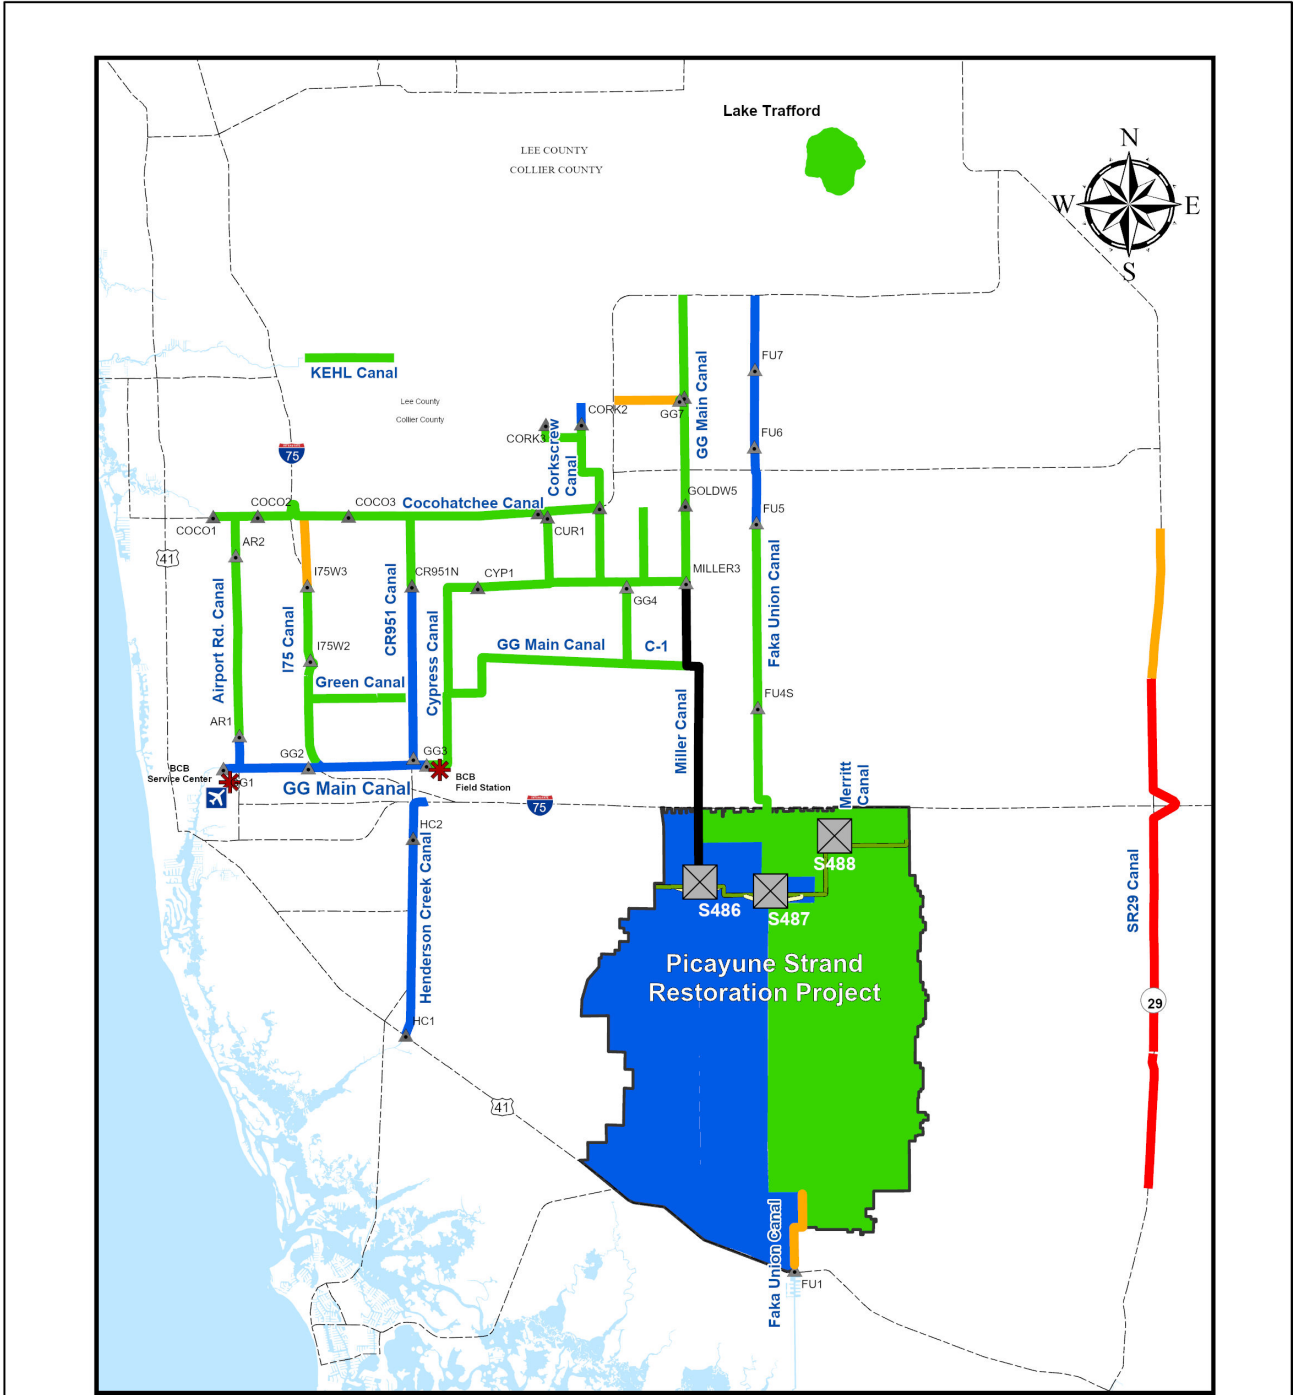 Lake Trafford
LEE COUNTY
COLLIER COUNTY
N
W
E
S
KEHL Canal
Lee County
Collier County
FU7
GG Main Canal
GG7
CORK2
CORK3
Corkscrew
Canal
FU6
75
COCO1
COCO2
COCO3
Cocohatchee Canal
CUR1
GOLDW5
FU5
41
AR2
I75W3
CR951N
CYP1
GG4
MILLER3
Airport Rd. Canal
I75 Canal
I75W2
CR951 Canal
Cypress Canal
GG Main Canal
C-1
Faka Union Canal
Green Canal
FU4S
AR1
GG2
GG3
Miller Canal
BCB
Service Center
GG Main Canal
BCB
Field Station
75
Merritt
Canal
HC2
Henderson Creek Canal
HC1
S488
S486
S487
SR29 Canal
Picayune Strand
Restoration Project
29
41
Faka Union Canal
FU1